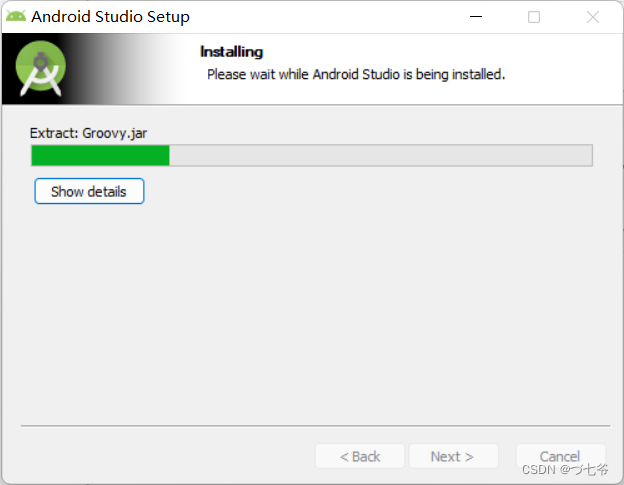 Android Studio Setup
Installing
Please wait while Android Studio is being installed.
Extract: Groovy.jar
Show details
< Back
Next >
Cancel
CSDN @づ七爷